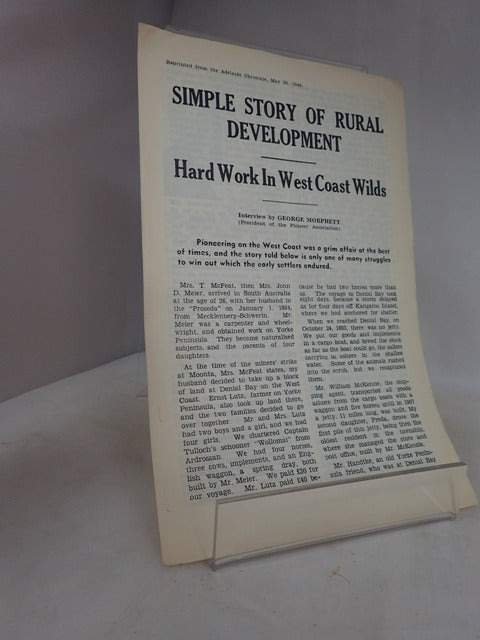 Reprinted from the Adelaide Chronicle, May 26, 1940.
SIMPLE STORY OF RURAL
DEVELOPMENT
Hard Work In West Coast Wilds
Interview by GEORGE MORPHETT
(President of the Pioneer Association)
Pioneering on the West Coast was a grim affair at the best
of times, and the story told below is only one of many struggles
to win out which the early settlers endured.
Mrs. T. McFeat, then Mrs. John
D. Meier, arrived in South Australia
at the age of 26, with her husband in
the "Proceda" on January 1, 1884,
from Mecklenberg-Schwerin. Mr.
Meier was a carpenter and wheel-
wright, and obtained work on Yorke
Peninsula. They became naturalised
subjects, and the parents of four
daughters.
At the time of the miners' strike
at Moonta, Mrs. McFeat states, my
husband decided to take up a block
of land at Denial Bay on the West
Coast. Ernst Lutz, farmer on Yorke
Peninsula, also took up land there,
and the two families decided to go
over together. Mr. and Mrs. Lutz
had two boys and a girl, and we had
four girls. We chartered Captain
Tulloch's schooner "Wollomai" from
Ardrossan. We had four horses,
three cows, implements, and an Eng-
lish waggon, a spring dray, both
built by Mr. Meier. We paid £30 for
our voyage. Mr. Lutz paid £40 be-
cause he had two horses more than
us. The voyage to Denial Bay took
eight days, because a storm delayed
us for four days off Kangaroo Island,
where we had anchored for shelter.
When we reached Denial Bay, on
October 24, 1893, there was no jetty.
We put our goods and implements
in a cargo boat, and towed the stock
as far as the boat could go, the sailors
carrying us ashore in the shallow
water. Some of the animals rushed
into the scrub, but we recaptured
them.
Mr. William McKenzie, the ship-
ping agent, transported all goods
ashore from the cargo boats with a
waggon and five horses until in 1907
a jetty, 1¼ miles long, was built. My
second daughter, Freda, drove the
first pile of this jetty, being then the
oldest resident in the township,
where she managed the store and
post office, built by Mr. McKenzie.
Mr. Handtke, an old Yorke Penin-
sula friend, who was at Denial Bay